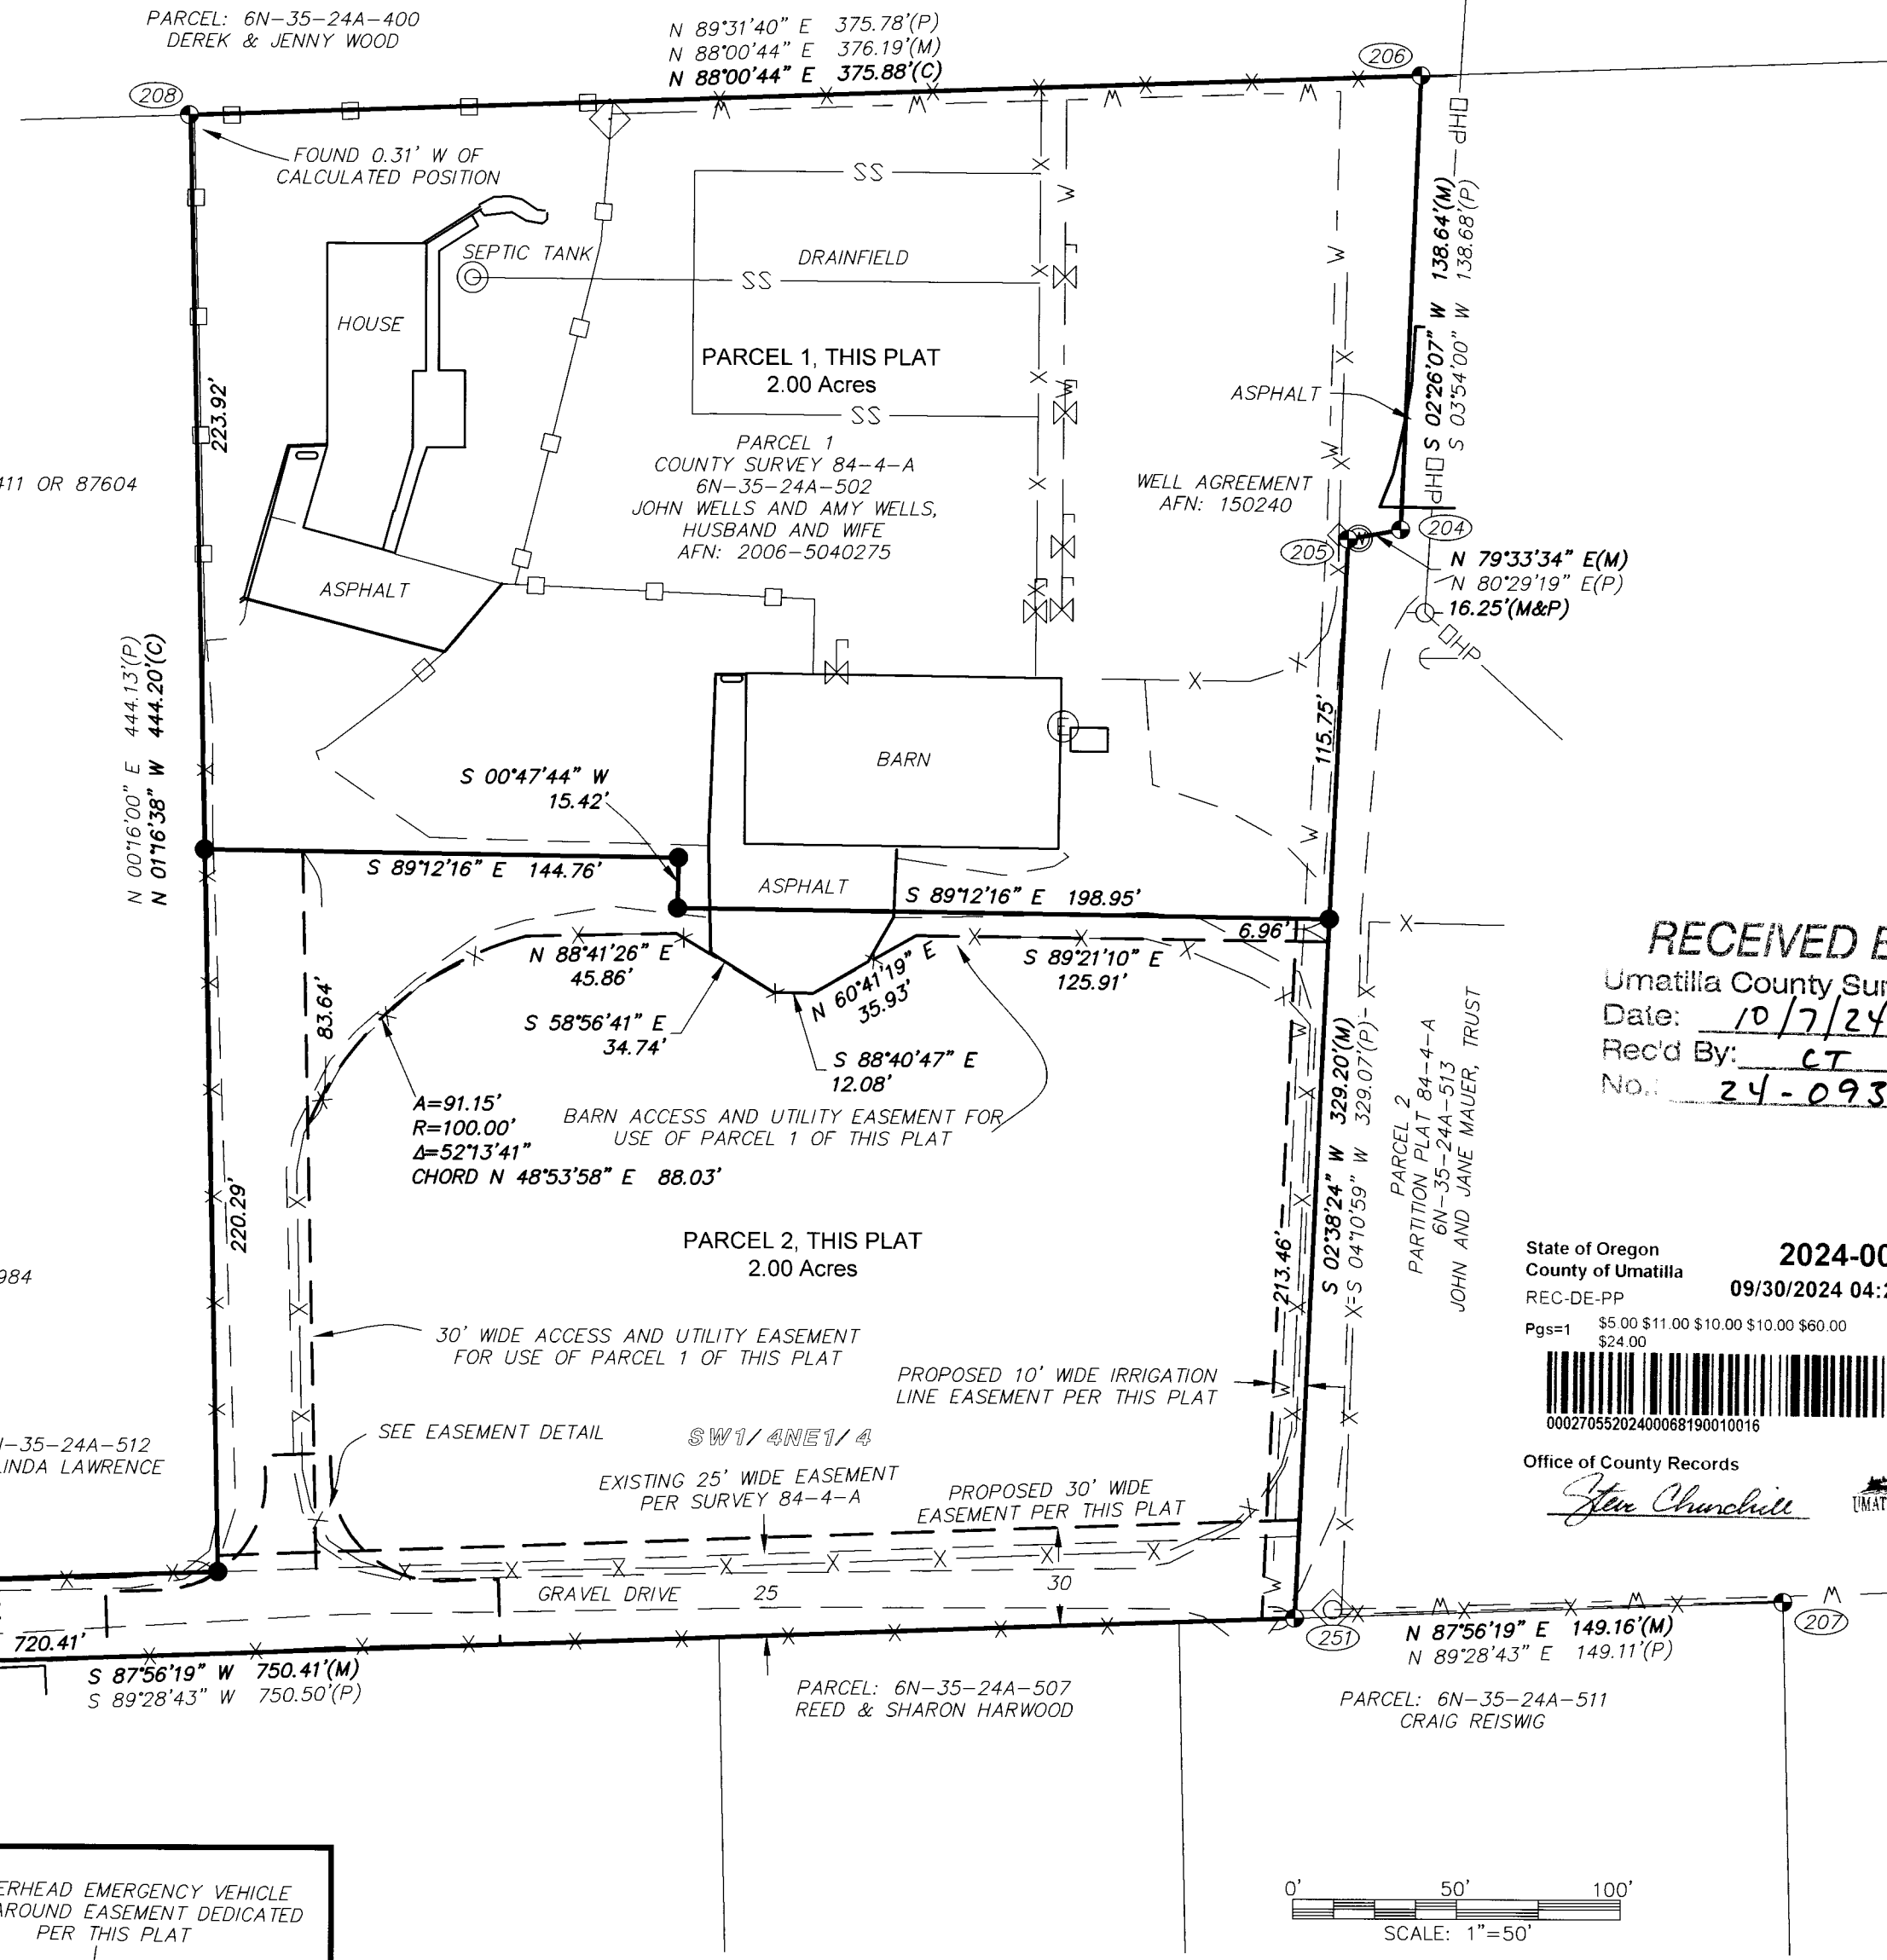 PARCEL: 6N-35-24A-400
DEREK & JENNY WOOD
N 89°31'40" E 375.78'(P)
N 88°00'44" E 376.19'(M)
N 88°00'44" E 375.88'(C)
208
206
FOUND 0.31' W OF
CALCULATED POSITION
SEPTIC TANK
HOUSE
SS
DRAINFIELD
SS
SS
PARCEL 1, THIS PLAT
2.00 Acres
PARCEL 1
COUNTY SURVEY 84-4-A
6N-35-24A-502
JOHN WELLS AND AMY WELLS,
HUSBAND AND WIFE
AFN: 2006-5040275
223.92'
411 OR 87604
ASPHALT
ASPHALT
WELL AGREEMENT
AFN: 150240
OHP
S 02°26'07" W 138.64'(M)
S 03°54'00" W 138.68'(P)
OHP
204
205
N 79°33'34" E(M)
N 80°29'19" E(P)
16.25'(M&P)
OHP
N 00°16'00" E 444.13'(P)
N 01°16'38" W 444.20'(C)
BARN
E
115.75'
S 00°47'44" W
15.42'
S 89°12'16" E 144.76'
ASPHALT
S 89°12'16" E 198.95'
6.96'
N 88°41'26" E
45.86'
S 58°56'41" E
34.74'
N 60°41'19" E
35.93'
S 88°40'47" E
12.08'
S 89°21'10" E
125.91'
83.64'
A=91.15'
R=100.00'
Δ=52°13'41"
CHORD N 48°53'58" E 88.03'
BARN ACCESS AND UTILITY EASEMENT FOR
USE OF PARCEL 1 OF THIS PLAT
RECEIVED B
Umatilla County Sur
Date: 10/7/24
Rec'd By: CT
No.: 24-093
S 02°38'24" W 329.20'(M)
S 04°10'59" W 329.07'(P)
PARCEL 2
PARTITION PLAT 84-4-A
6N-35-24A-513
JOHN AND JANE MAUER, TRUST
220.29'
213.46'
PARCEL 2, THIS PLAT
2.00 Acres
984
State of Oregon
County of Umatilla
2024-00
REC-DE-PP
09/30/2024 04:2
Pgs=1
$5.00 $11.00 $10.00 $10.00 $60.00
$24.00
00027055202400068190010016
Office of County Records
Steve Churchill
UMAT
30' WIDE ACCESS AND UTILITY EASEMENT
FOR USE OF PARCEL 1 OF THIS PLAT
PROPOSED 10' WIDE IRRIGATION
LINE EASEMENT PER THIS PLAT
SEE EASEMENT DETAIL
SW1/4NE1/4
N-35-24A-512
LINDA LAWRENCE
EXISTING 25' WIDE EASEMENT
PER SURVEY 84-4-A
PROPOSED 30' WIDE
EASEMENT PER THIS PLAT
GRAVEL DRIVE
25
30
720.41'
S 87°56'19" W 750.41'(M)
S 89°28'43" W 750.50'(P)
251
N 87°56'19" E 149.16'(M)
N 89°28'43" E 149.11'(P)
207
PARCEL: 6N-35-24A-507
REED & SHARON HARWOOD
PARCEL: 6N-35-24A-511
CRAIG REISWIG
ERHEAD EMERGENCY VEHICLE
AROUND EASEMENT DEDICATED
PER THIS PLAT
0' 50' 100'
SCALE: 1"=50'